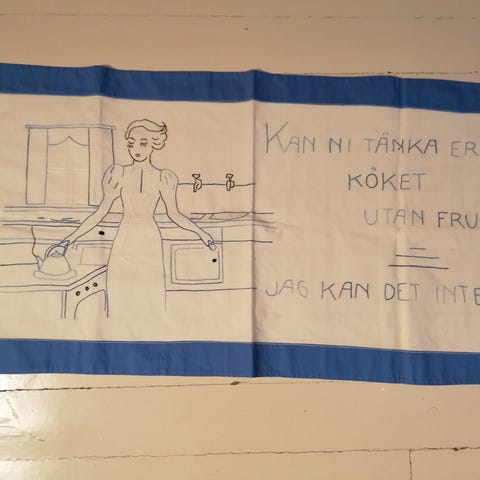 KAN NI TÄNKA ER
KÖKET
UTAN FRU
JAG KAN DET INTE